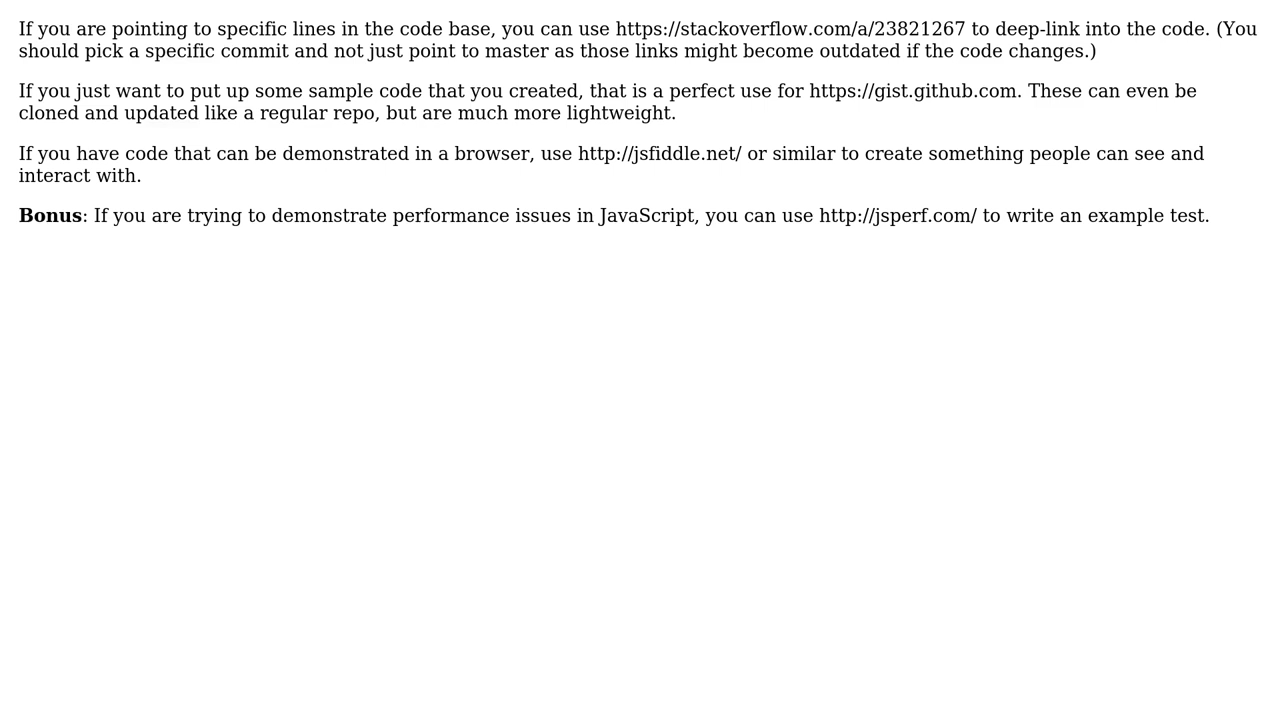 If you are pointing to specific lines in the code base, you can use https://stackoverflow.com/a/23821267 to deep-link into the code. (You
should pick a specific commit and not just point to master as those links might become outdated if the code changes.)
If you just want to put up some sample code that you created, that is a perfect use for https://gist.github.com. These can even be
cloned and updated like a regular repo, but are much more lightweight.
If you have code that can be demonstrated in a browser, use http://jsfiddle.net/ or similar to create something people can see and
interact with.
Bonus: If you are trying to demonstrate performance issues in JavaScript, you can use http://jsperf.com/ to write an example test.